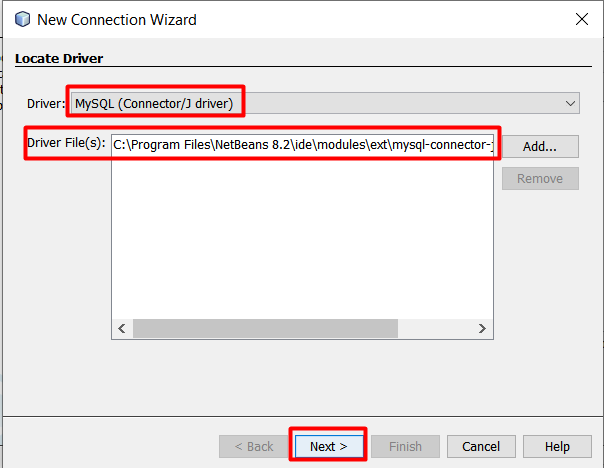 New Connection Wizard
Locate Driver
Driver: MySQL (Connector/J driver)
Driver File(s): C:\Program Files\NetBeans 8.2\ide\modules\ext\mysql-connector-j
Add...
Remove
< Back Next > Finish Cancel Help